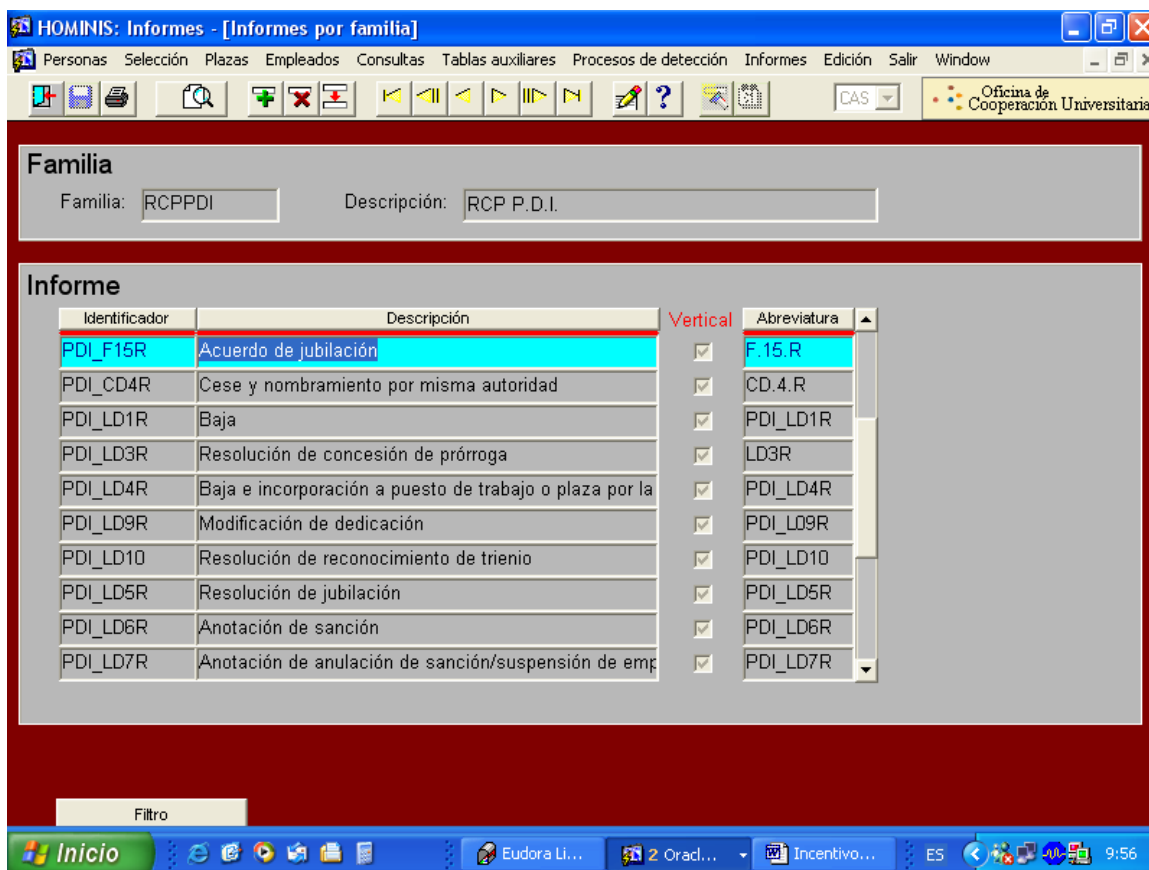 HOMINIS: Informes - [Informes por familia]
Personas Selección Plazas Empleados Consultas Tablas auxiliares Procesos de detección Informes Edición Salir Window
CAS
Oficina de
Cooperación Universitaria
Familia
Familia: RCPPDI Descripción: RCP P.D.I.
Informe
Identificador Descripción Vertical Abreviatura
PDI_F15R Acuerdo de jubilación F.15.R
PDI_CD4R Cese y nombramiento por misma autoridad CD.4.R
PDI_LD1R Baja PDI_LD1R
PDI_LD3R Resolución de concesión de prórroga LD3R
PDI_LD4R Baja e incorporación a puesto de trabajo o plaza por la PDI_LD4R
PDI_LD9R Modificación de dedicación PDI_L09R
PDI_LD10 Resolución de reconocimiento de trienio PDI_LD10
PDI_LD5R Resolución de jubilación PDI_LD5R
PDI_LD6R Anotación de sanción PDI_LD6R
PDI_LD7R Anotación de anulación de sanción/suspensión de emp PDI_LD7R
Filtro
Inicio Eudora Li... 2 Oracl... Incentivo... ES 9:56